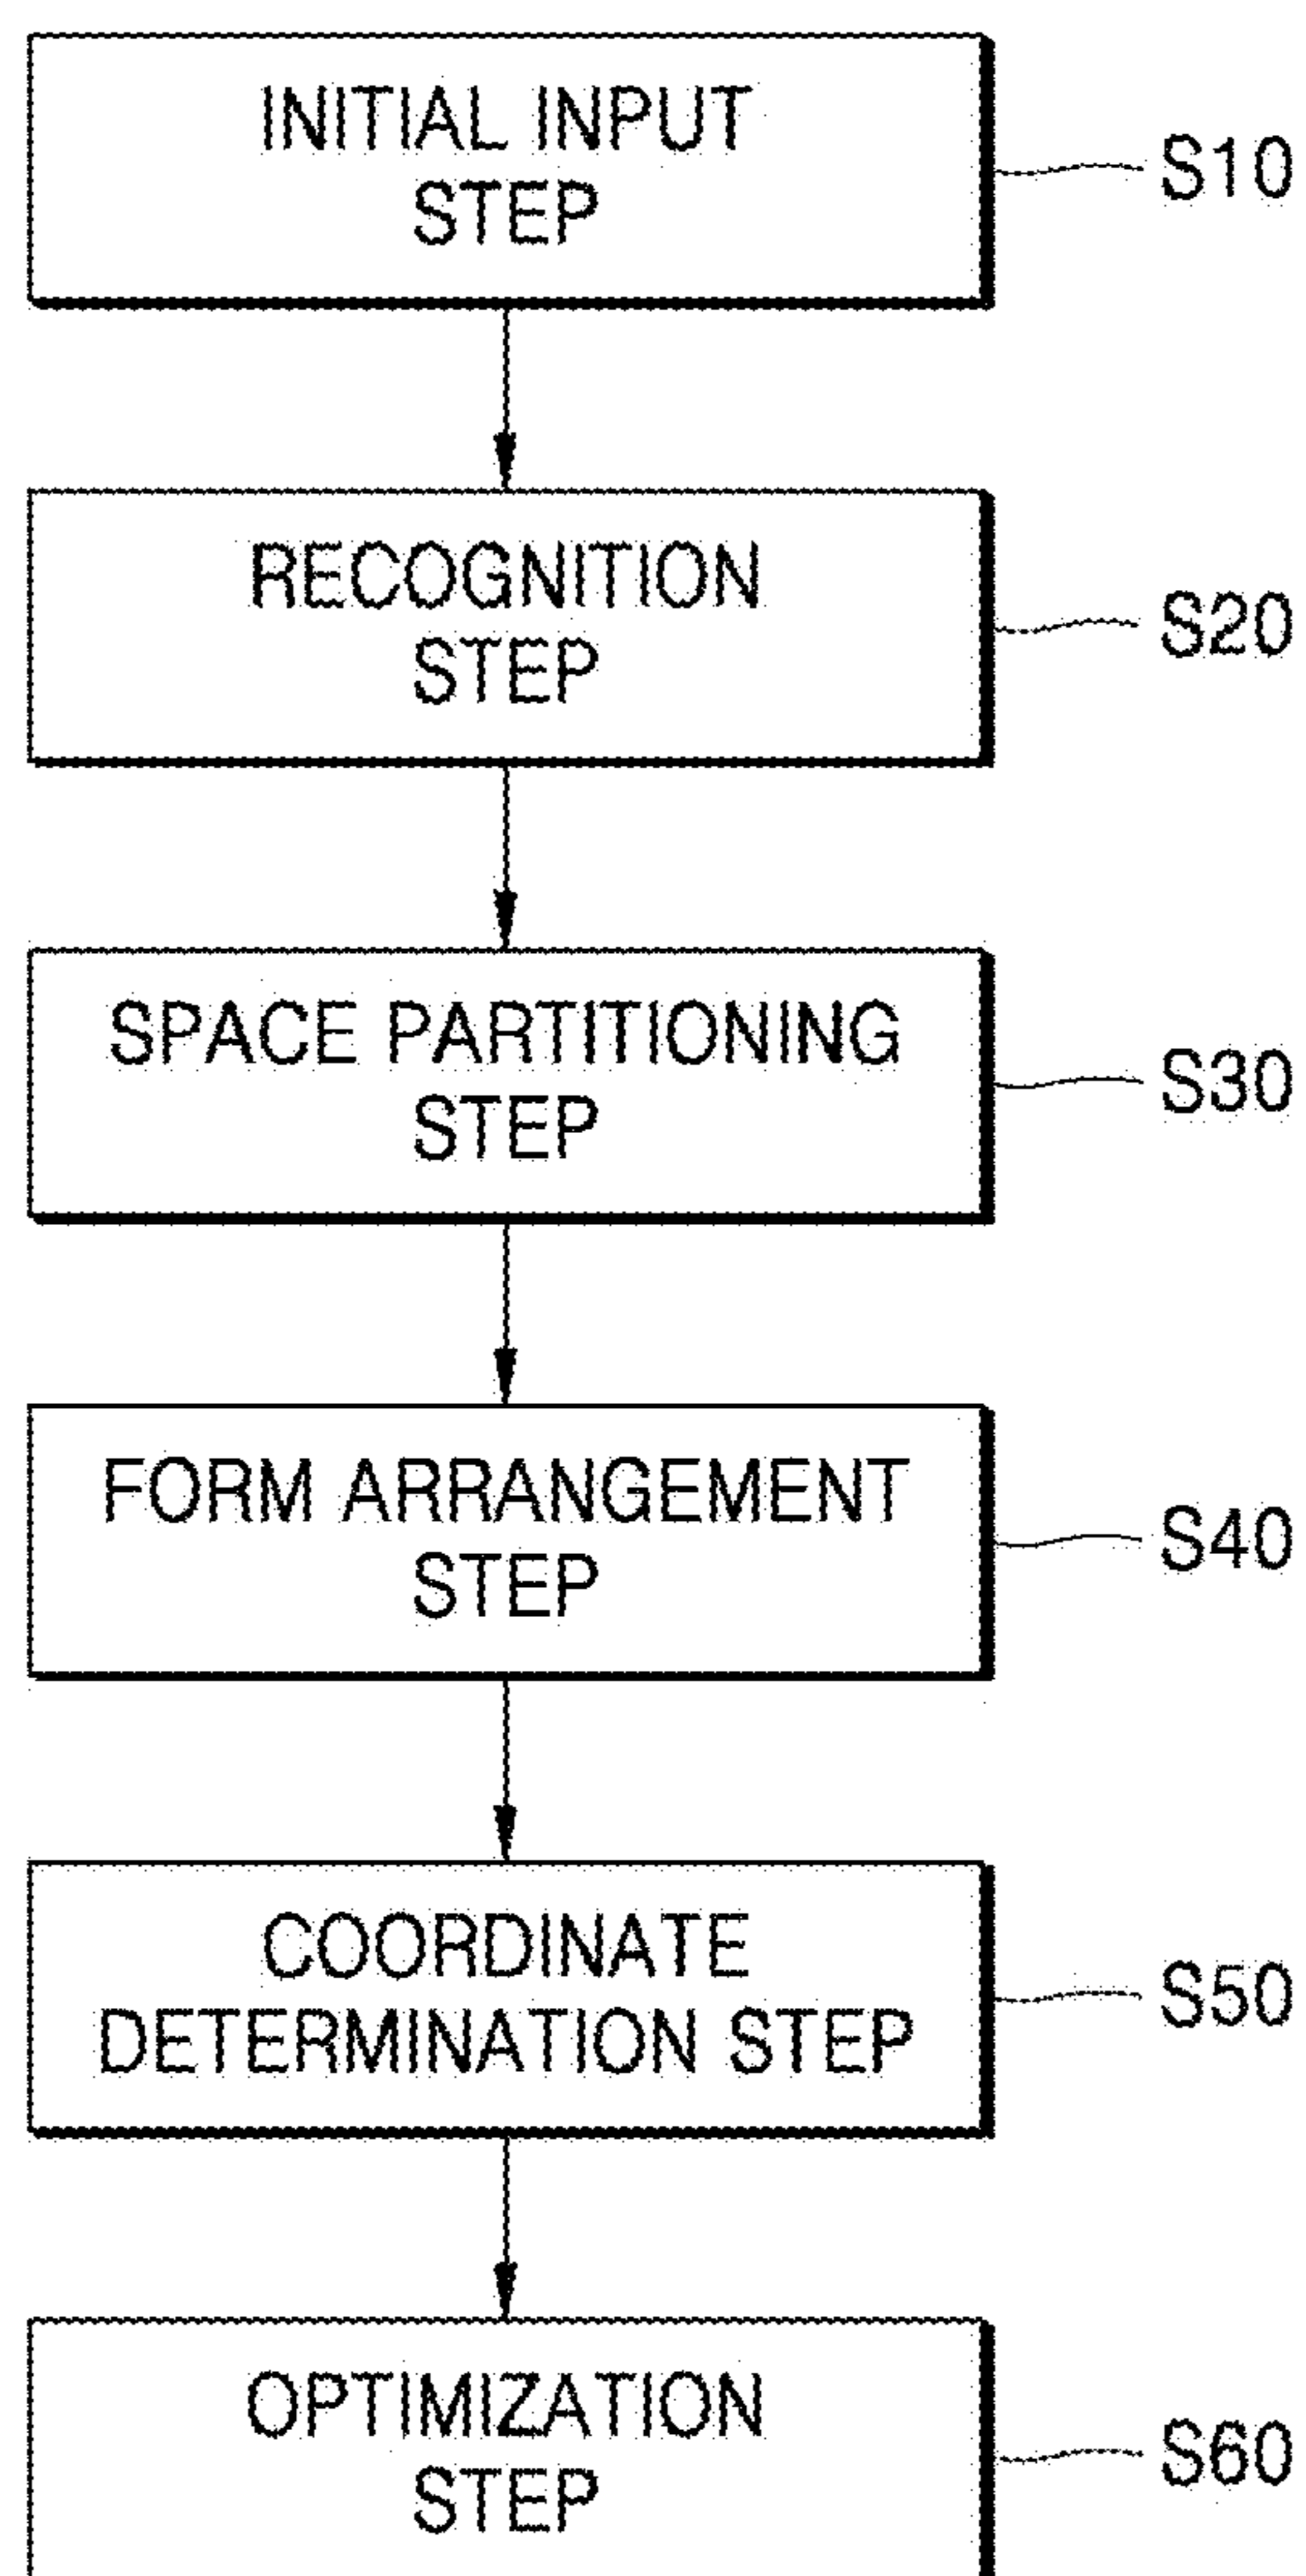 INITIAL INPUT
STEP
S10
RECOGNITION
STEP
S20
SPACE PARTITIONING
STEP
S30
FORM ARRANGEMENT
STEP
S40
COORDINATE
DETERMINATION STEP
S50
OPTIMIZATION
STEP
S60